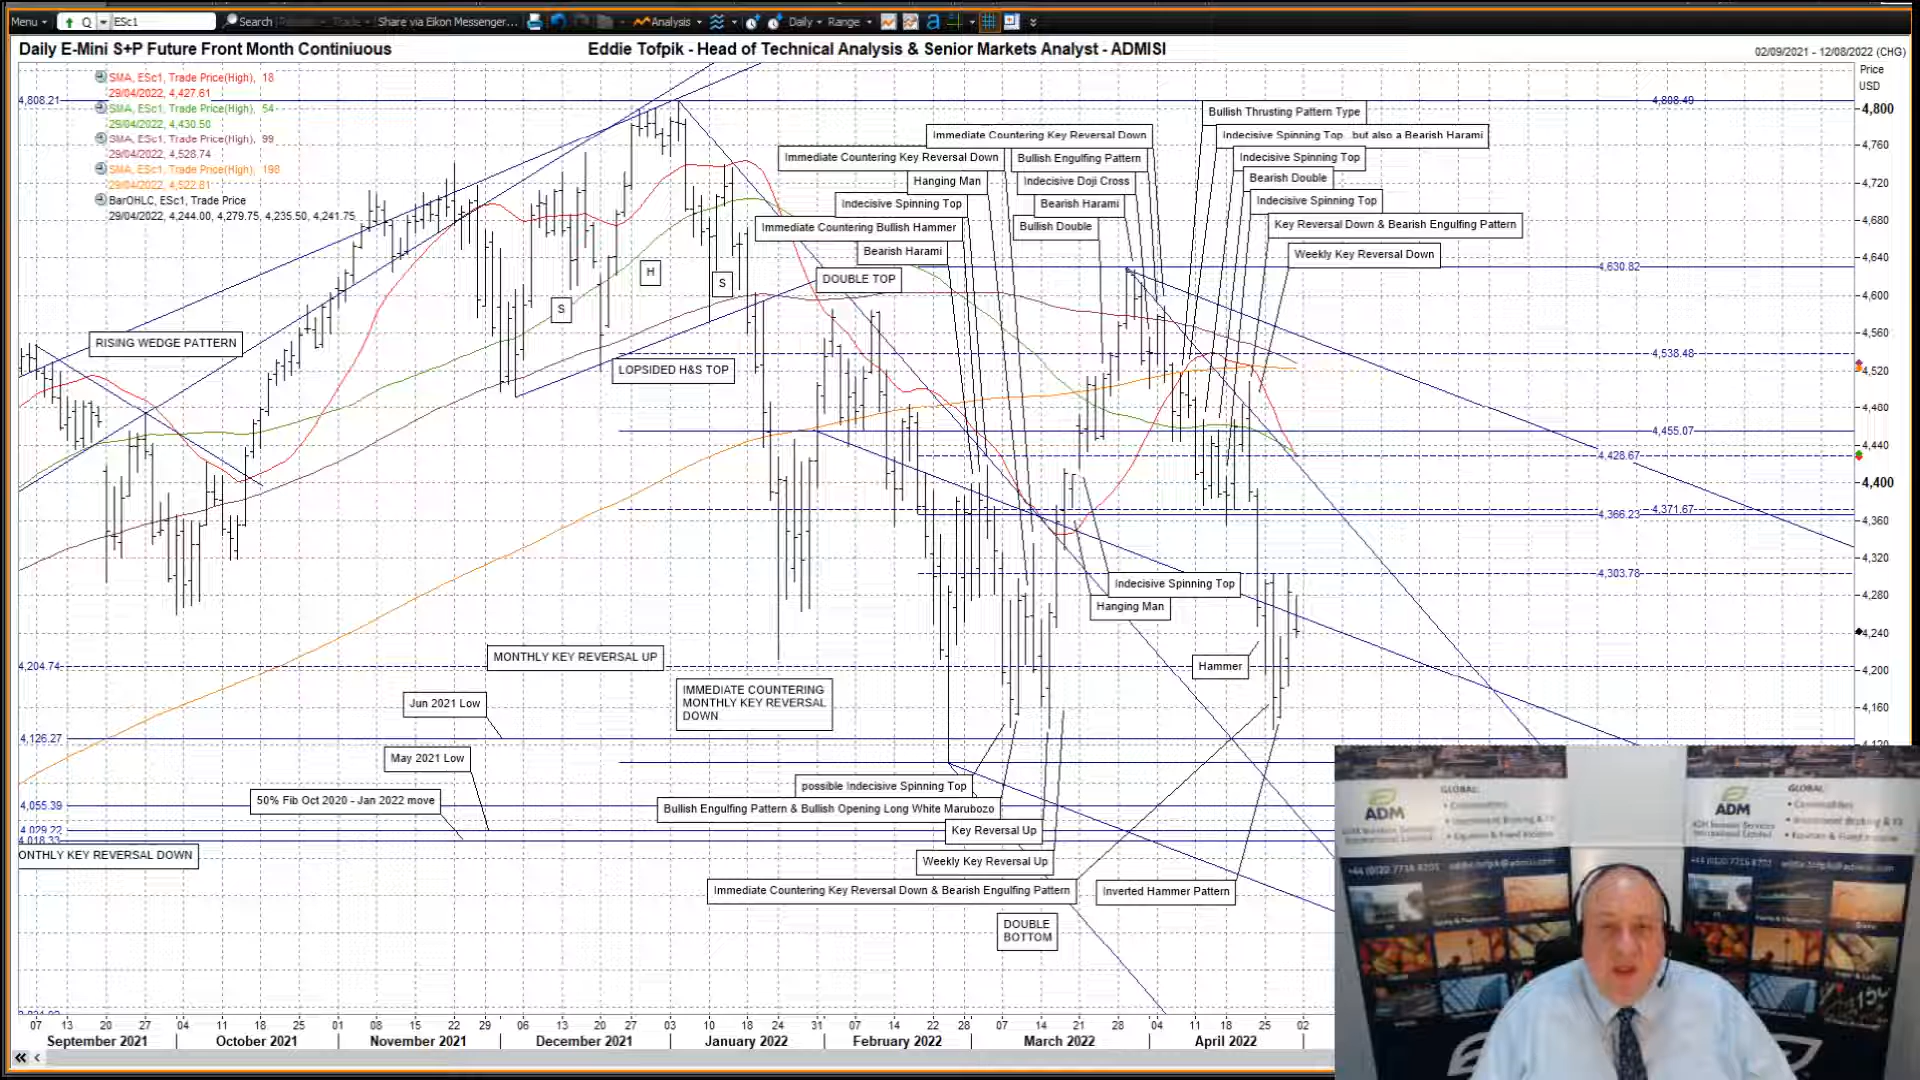 Menu
Q
ESc1
Search
Trade
Share via Eikon Messenger...
Analysis
Daily
Range
Daily E-Mini S+P Future Front Month Continiuous
Eddie Tofpik - Head of Technical Analysis & Senior Markets Analyst - ADMISI
02/09/2021 - 12/08/2022 (CHG)
SMA, ESc1, Trade Price(High), 18
29/04/2022, 4,427.61
SMA, ESc1, Trade Price(High), 54
29/04/2022, 4,430.50
SMA, ESc1, Trade Price(High), 99
29/04/2022, 4,528.74
SMA, ESc1, Trade Price(High), 198
29/04/2022, 4,522.81
BarOHLC, ESc1, Trade Price
29/04/2022, 4,244.00, 4,279.75, 4,235.50, 4,241.75
Price
USD
4,800
4,760
4,720
4,680
4,640
4,600
4,560
4,520
4,480
4,440
4,400
4,360
4,320
4,280
4,240
4,200
4,160
4,120
4,808.21
4,808.49
4,630.82
4,538.48
4,455.07
4,428.67
4,371.67
4,366.23
4,303.78
4,204.74
4,126.27
4,055.39
4,029.22
4,018.33
Bullish Thrusting Pattern Type
Immediate Countering Key Reversal Down
Indecisive Spinning Top...but also a Bearish Harami
Immediate Countering Key Reversal Down
Bullish Engulfing Pattern
Indecisive Spinning Top
Hanging Man
Indecisive Doji Cross
Bearish Double
Indecisive Spinning Top
Bearish Harami
Indecisive Spinning Top
Immediate Countering Bullish Hammer
Bullish Double
Key Reversal Down & Bearish Engulfing Pattern
Bearish Harami
Weekly Key Reversal Down
DOUBLE TOP
H
S
S
RISING WEDGE PATTERN
LOPSIDED H&S TOP
Indecisive Spinning Top
Hanging Man
MONTHLY KEY REVERSAL UP
Hammer
IMMEDIATE COUNTERING
MONTHLY KEY REVERSAL
DOWN
Jun 2021 Low
May 2021 Low
50% Fib Oct 2020 - Jan 2022 move
possible Indecisive Spinning Top
Bullish Engulfing Pattern & Bullish Opening Long White Marubozo
Key Reversal Up
ONTHLY KEY REVERSAL DOWN
Weekly Key Reversal Up
Immediate Countering Key Reversal Down & Bearish Engulfing Pattern
Inverted Hammer Pattern
DOUBLE
BOTTOM
07 13 20 27 04 11 18 25 01 08 15 22 29 06 13 20 27 03 10 18 24 31 07 14 22 28 07 14 21 28 04 11 18 25 02
September 2021
October 2021
November 2021
December 2021
January 2022
February 2022
March 2022
April 2022
ADM
GLOBAL:
ADM
GLOBAL: